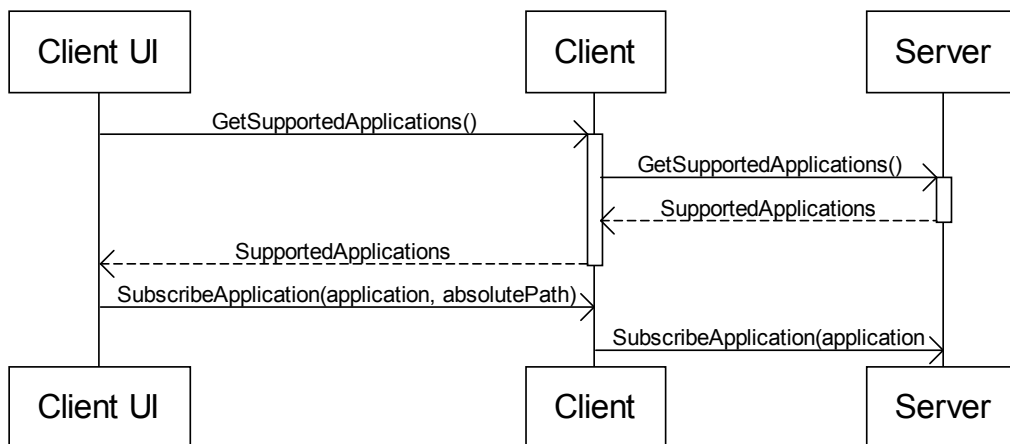 Client UI
Client
Server
GetSupportedApplications()
GetSupportedApplications()
SupportedApplications
SupportedApplications
SubscribeApplication(application, absolutePath)
SubscribeApplication(application
Client UI
Client
Server